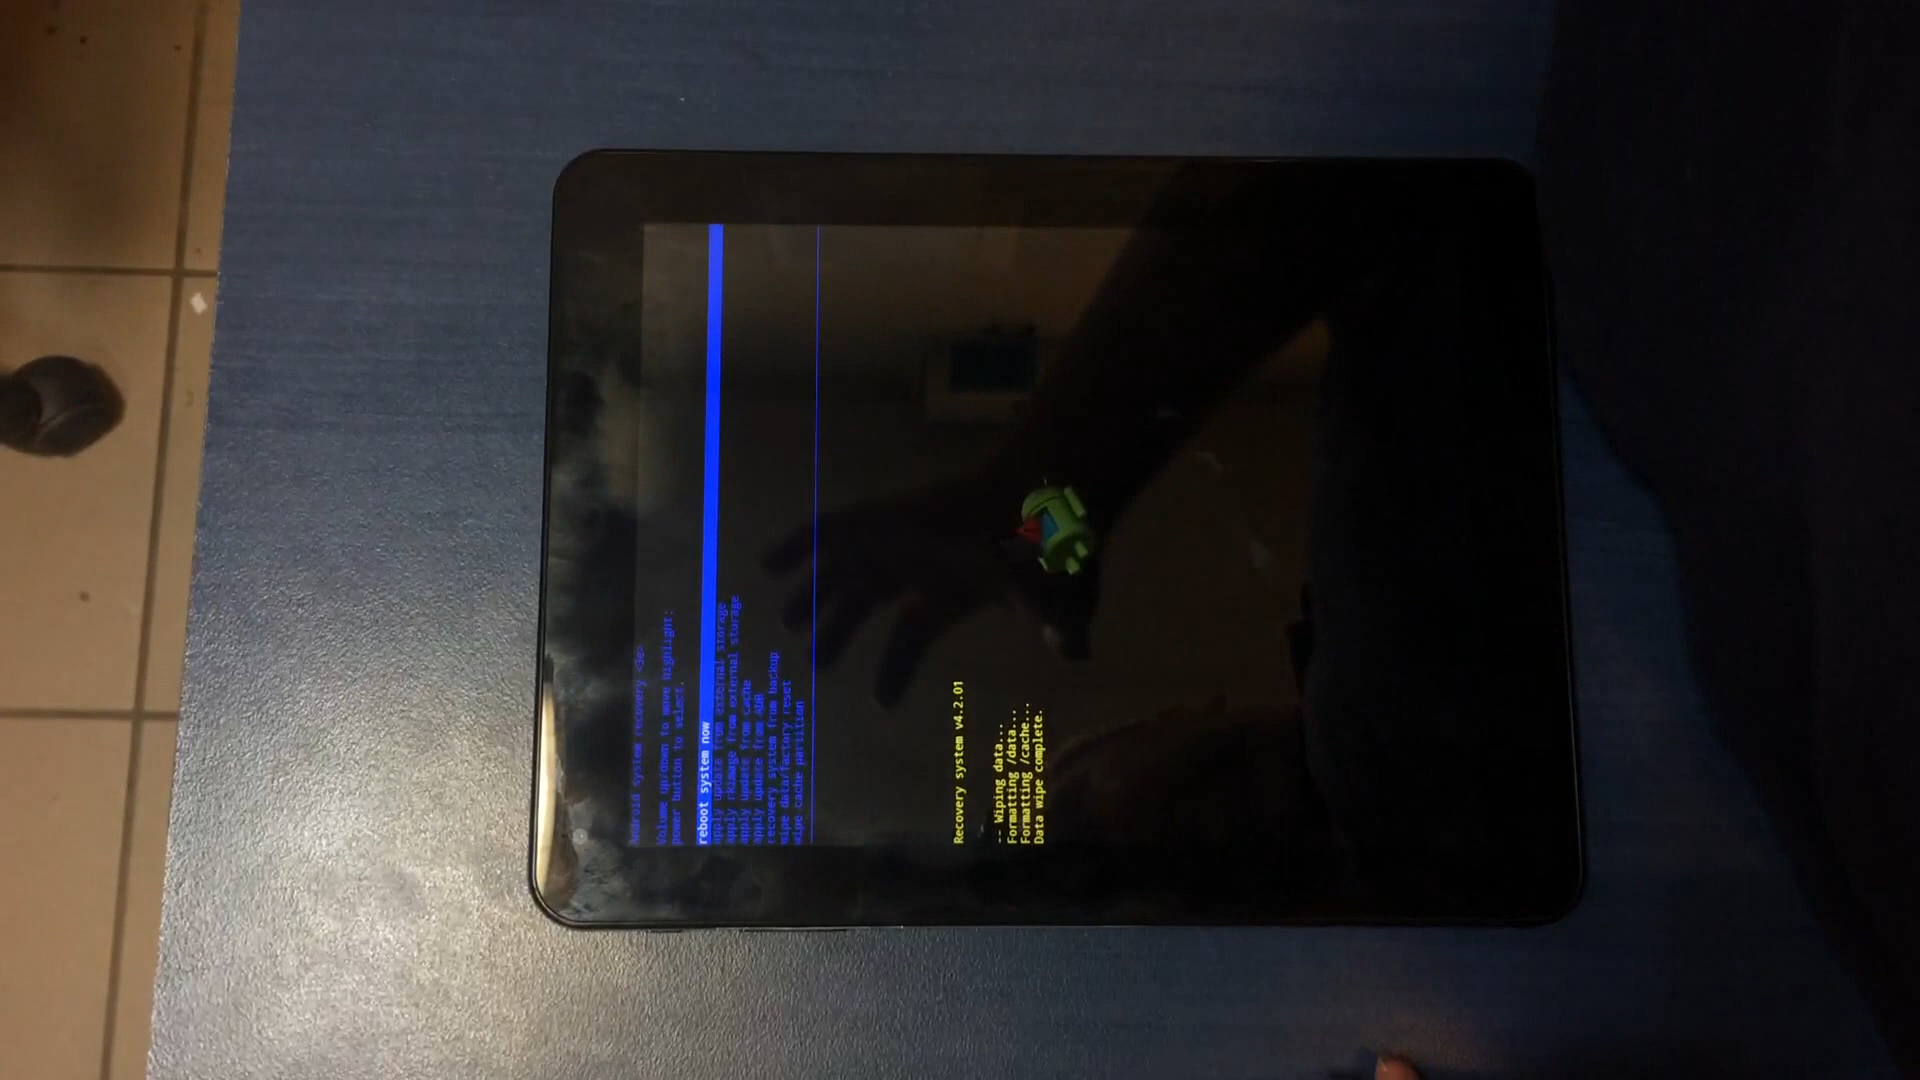 Android system recovery <3e>
Volume up/down to move highlight;
power button to select.
reboot system now
apply update from external storage
apply rkimage from external storage
apply update from cache
apply update from ADB
recovery system from backup
wipe data/factory reset
wipe cache partition
Recovery system v4.2.01
-- Wiping data...
Formatting /data...
Formatting /cache...
Data wipe complete.